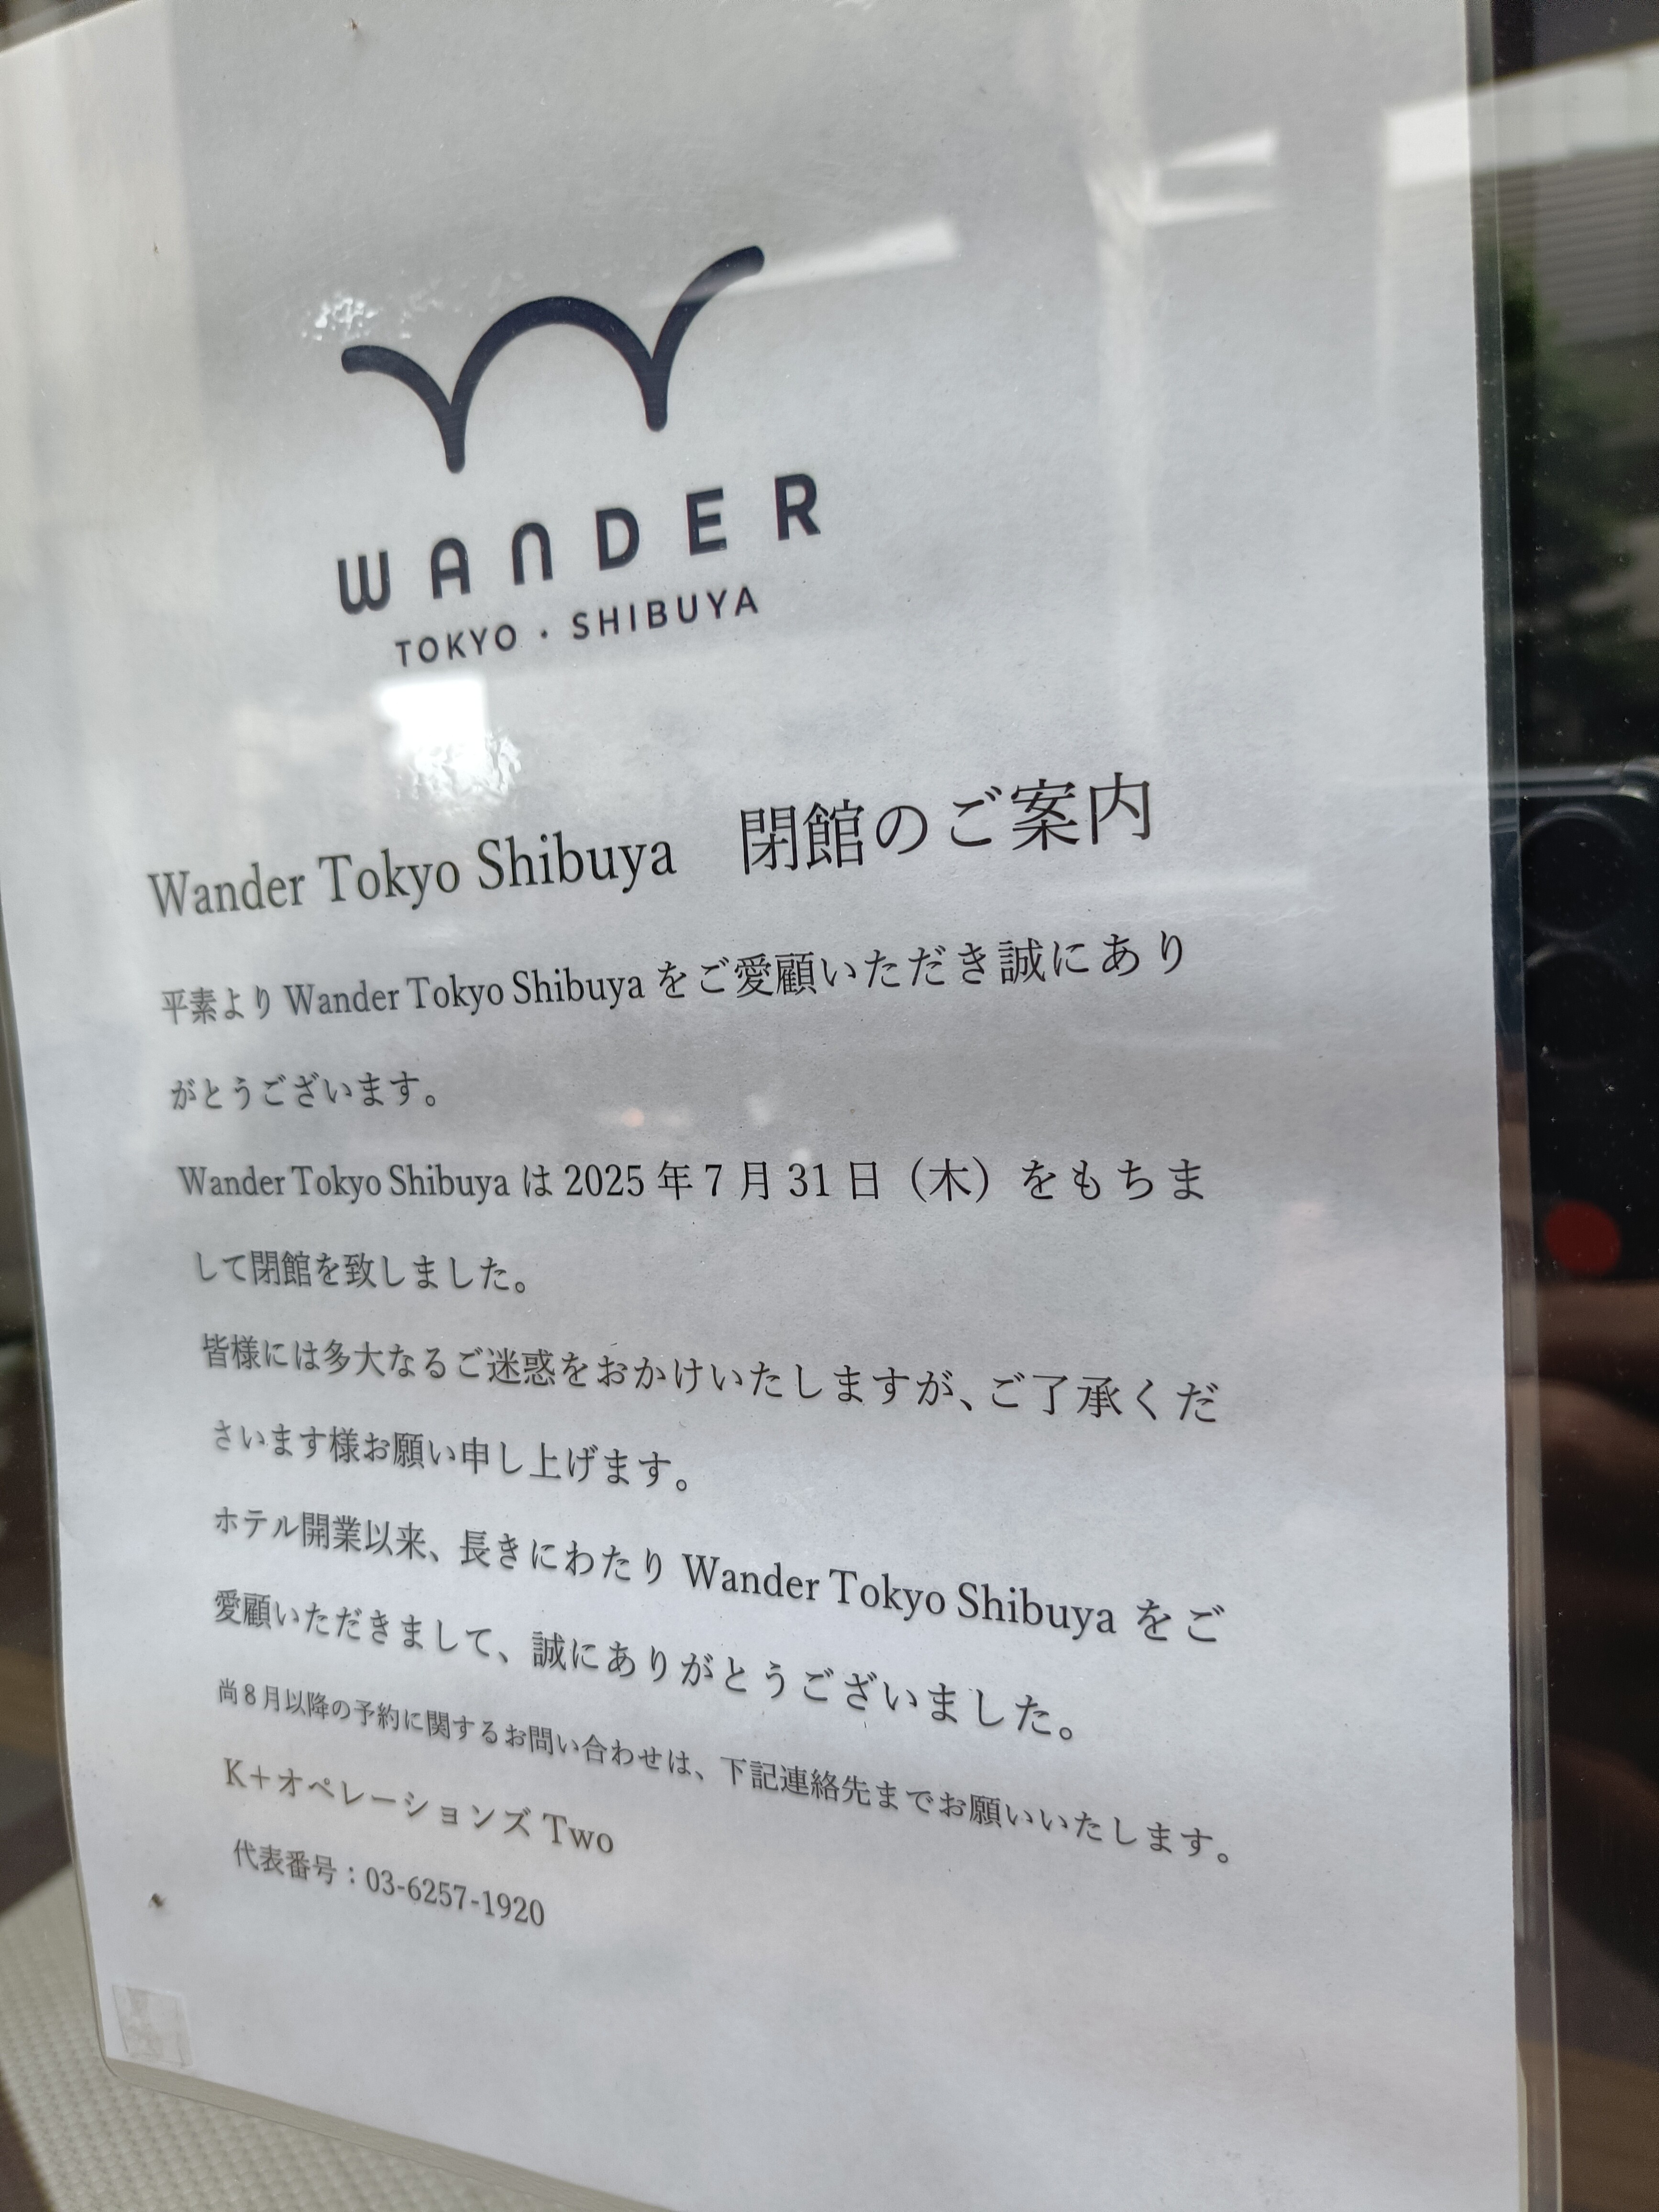 WANDER
TOKYO・SHIBUYA
Wander Tokyo Shibuya　閉館のご案内
平素より Wander Tokyo Shibuya をご愛顧いただき誠にあり
がとうございます。
Wander Tokyo Shibuya は 2025 年 7 月 31 日（木）をもちま
して閉館を致しました。
皆様には多大なるご迷惑をおかけいたしますが、ご了承くだ
さいます様お願い申し上げます。
ホテル開業以来、長きにわたり Wander Tokyo Shibuya をご
愛顧いただきまして、誠にありがとうございました。
尚８月以降の予約に関するお問い合わせは、下記連絡先までお願いいたします。
K＋オペレーションズ Two
代表番号：03-6257-1920